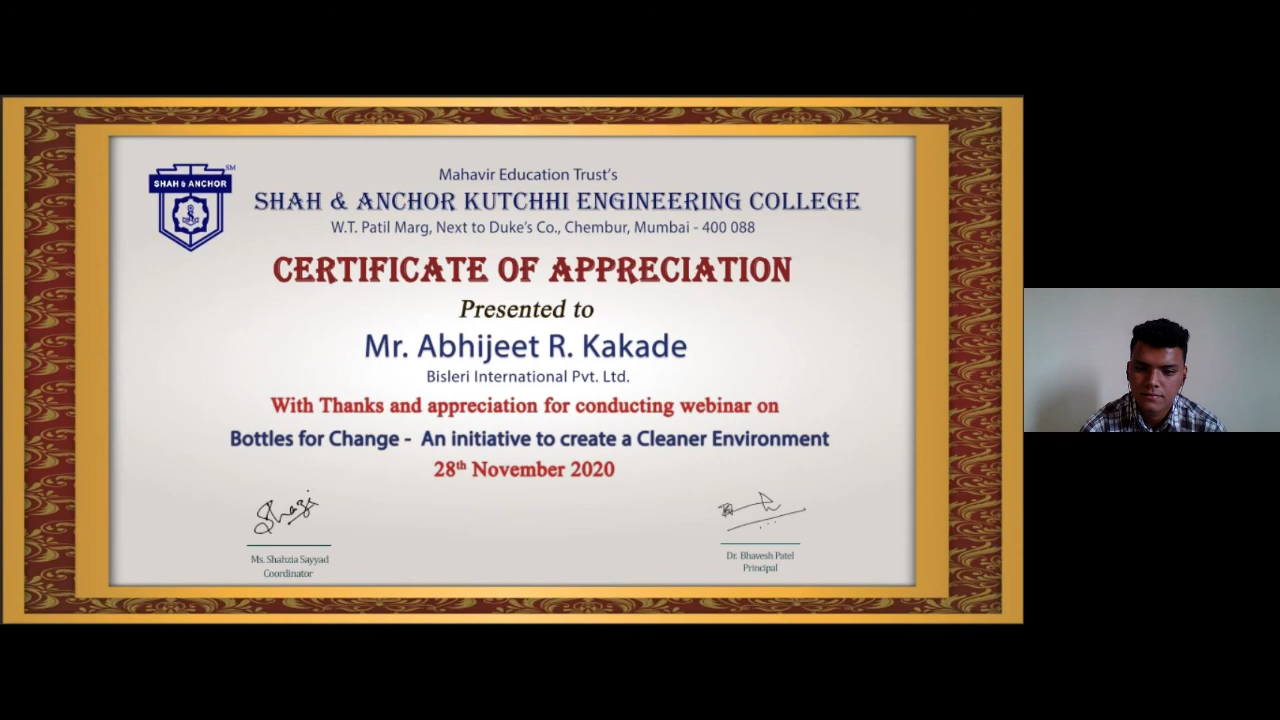 SM
SHAH & ANCHOR
Mahavir Education Trust's
SHAH & ANCHOR KUTCHHI ENGINEERING COLLEGE
W.T. Patil Marg, Next to Duke's Co., Chembur, Mumbai - 400 088
CERTIFICATE OF APPRECIATION
Presented to
Mr. Abhijeet R. Kakade
Bisleri International Pvt. Ltd.
With Thanks and appreciation for conducting webinar on
Bottles for Change - An initiative to create a Cleaner Environment
28th November 2020
Ms. Shahzia Sayyad
Coordinator
Dr. Bhavesh Patel
Principal